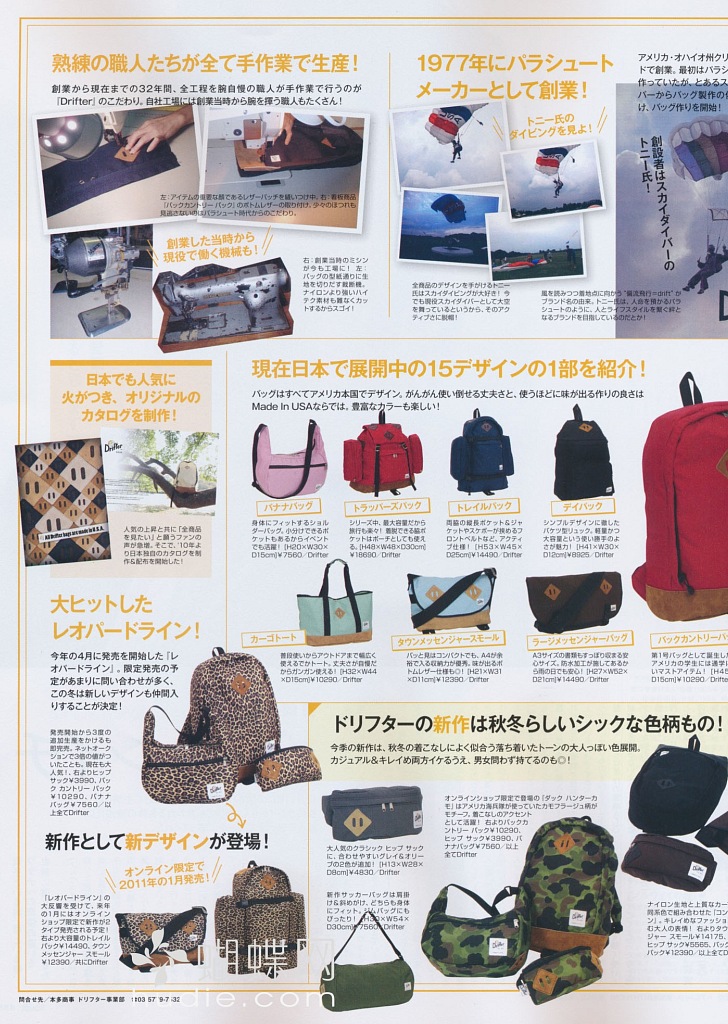 熟練の職人たちが全て手作業で生産！
創業から現在までの32年間、全工程を腕自慢の職人が手作業で行うのが
『Drifter』のこだわり。自社工場には創業当時から腕を揮う職人もたくさん！
左：アイテムの重要な顔であるレザーパッチを縫いつけ中。右：看板商品
「バックカントリー パック」のボトムレザーの取り付け。少々のほつれも
見逃さないのはパラシュート時代からのこだわり。
創業した当時から
現役で働く機械も！
右：創業当時のミシン
が今も工場に！ 左：
バッグの型紙通りに生
地を切りだす裁断機。
ナイロンより強いハイ
テク素材も難なくカッ
トするからスゴイ！
1977年にパラシュート
メーカーとして創業！
トニー氏の
ダイビングを見よ！
全商品のデザインを手がけるトニー
氏はスカイダイビングが大好き！ 今
でも現役スカイダイバーとして大空
を舞っているというから、そのアク
ティブさに脱帽！
風を読みつつ着地点に向かう“偏流飛行＝drift”が
ブランド名の由来。トニー氏は、人命を預かるパラ
シュートのように、人とライフスタイルを繋ぐ絆と
なるブランドを目指しているのだとか！
アメリカ・オハイオ州クリ
ドで創業。最初はパラシ
作っていたが、とあるス
バーからバッグ製作の
け、バッグ作りを開始！
創設者はスカイダイバーの
トニー氏！
日本でも人気に
火がつき、オリジナルの
カタログを制作！
Drifter
All Drifter bags are made in U.S.A.
人気の上昇と共に「全商品
を見たい」と願うファンの
声が急増。そこで、'10年よ
り日本独自のカタログを制
作&配布を開始した！
現在日本で展開中の15デザインの1部を紹介！
バッグはすべてアメリカ本国でデザイン。がんがん使い倒せる丈夫さと、使うほどに味が出る作りの良さは
Made In USAならでは。豊富なカラーも楽しい！
バナナバッグ
身体にフィットするショル
ダーバッグ。小分けできるポ
ケットもあるからイベント
でも活躍！ [H20×W30×
D15cm]￥7560／Drifter
トラッパーズパック
シリーズ中、最大容量だから
旅行も楽々！ 着脱できる脇ポ
ケットはポーチとしても使え
る。[H48×W48×D30cm]
￥18690／Drifter
トレイルパック
両脇の縦長ポケット&ジャ
ケットやスケボーが挟めるフ
ロントベルトなど、アクティ
ブ仕様！ [H53×W45×
D25cm]￥14490／Drifter
デイパック
シンプルデザインに徹した
バケツ型リュック。軽量かつ
大容量という使い勝手のよ
さが魅力！ [H41×W30×
D12cm]￥8925／Drifter
カーゴトート
普段使いからアウトドアまで幅広く
使えるでかトート。丈夫さが自慢だ
からガンガン使える！ [H32×W44
×D15cm]￥10290／Drifter
タウンメッセンジャースモール
パッと見はコンパクトでも、A4が余
裕で入る収納力が優秀。味が出るボ
トムレザー仕様も◎！ [H21×W31
×D11cm]￥12390／Drifter
ラージメッセンジャーバッグ
A3サイズの書類もすっぽり収まる安
心サイズ。防水加工が施してあるか
ら雨の日でも安心！ [H27×W52×
D21cm]￥14490／Drifter
バックカントリーパ
第1号バッグとして誕生し
アメリカの学生には通学に
いマストアイテム！ [H45
D15cm]￥10290／Drifter
大ヒットした
レオパードライン！
今年の4月に発売を開始した『レ
オパードライン』。限定発売の予
定があまりに問い合わせが多く、
この冬は新しいデザインも仲間入
りすることが決定！
発売開始から3度の
追加生産をかけるも
即完売。ネットオーク
ションで3倍の値がつ
いたことも。現在も大
人気！。右よりヒップ
サック￥3990、バッ
ク カントリー パック
￥10290、バナナ
バッグ￥7560／以
上全てDrifter
新作として新デザインが登場！
オンライン限定で
2011年の1月発売！
『レオパードライン』の
大反響を受けて、来年
の1月にはオンライン
ショップ限定で新作が2
タイプ発売される予定！
右より大容量のトレイル
パック￥14490、タウン
メッセンジャー スモール
￥12390／共にDrifter
ドリフターの新作は秋冬らしいシックな色柄もの！
今季の新作は、秋冬の着こなしによく似合う落ち着いたトーンの大人っぽい色展開。
カジュアル&キレイめ両方イケるうえ、男女問わず持てるのも◎！
大人気のクラシック ヒップ サック
に、合わせやすいグレイ&オリー
ブの2色が追加！ [H13×W28×
D8cm]￥4830／Drifter
新作サッカーバッグは肩掛
け&斜めがけ、どちらも身体
にフィット。ジムバッグにも
ぴったり！ [H30×W54×
D30cm]￥7560／Drifter
オンラインショップ限定で登場の『ダック ハンターカ
モ』はアメリカ海兵隊が使っていたカモフラージュ柄が
モチーフ。着こなしのアクセント
として活躍！ 右よりバックカ
ントリー パック￥10290、
ヒップ サック￥3990、バ
ナナバッグ￥7560／以上
全てDrifter
ナイロン生地と上質なカー
同系色で組み合わせた『コン
ン』。キレイめなファッショ
む大人の表情！ 右よりタウ
ジャー スモール￥14175、
ヒップ サック￥5565、バック
パック￥12390／以上全てD
問合せ先／本多商事 ドリフター事業部
蝴蝶网